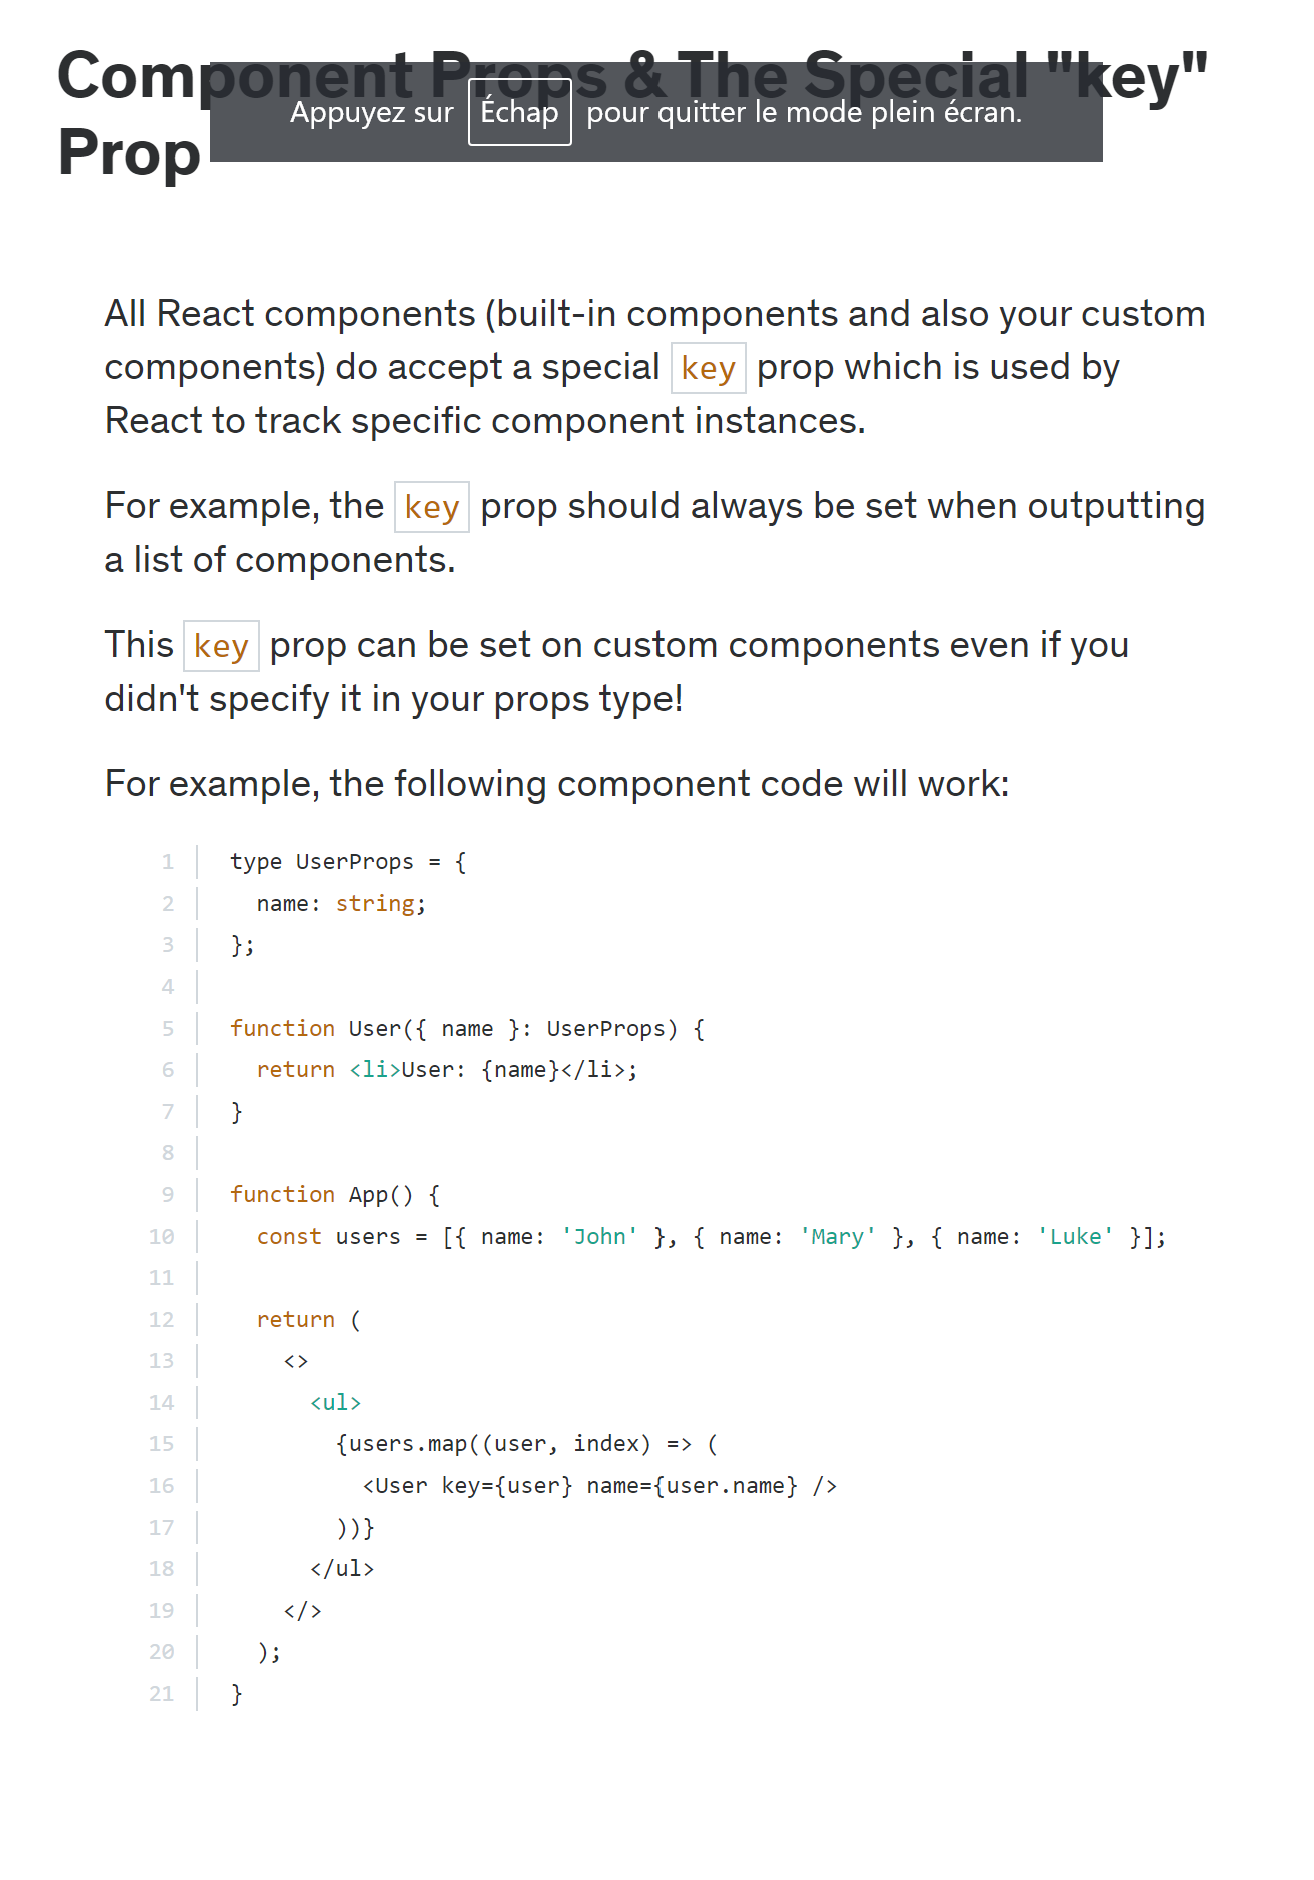 Component Props & The Special "key"
Prop
Appuyez sur Échap pour quitter le mode plein écran.
All React components (built-in components and also your custom
components) do accept a special key prop which is used by
React to track specific component instances.
For example, the key prop should always be set when outputting
a list of components.
This key prop can be set on custom components even if you
didn't specify it in your props type!
For example, the following component code will work:
1 type UserProps = {
2   name: string;
3 };
4
5 function User({ name }: UserProps) {
6   return <li>User: {name}</li>;
7 }
8
9 function App() {
10   const users = [{ name: 'John' }, { name: 'Mary' }, { name: 'Luke' }];
11
12   return (
13     <>
14       <ul>
15         {users.map((user, index) => (
16           <User key={user} name={user.name} />
17         ))}
18       </ul>
19     </>
20   );
21 }